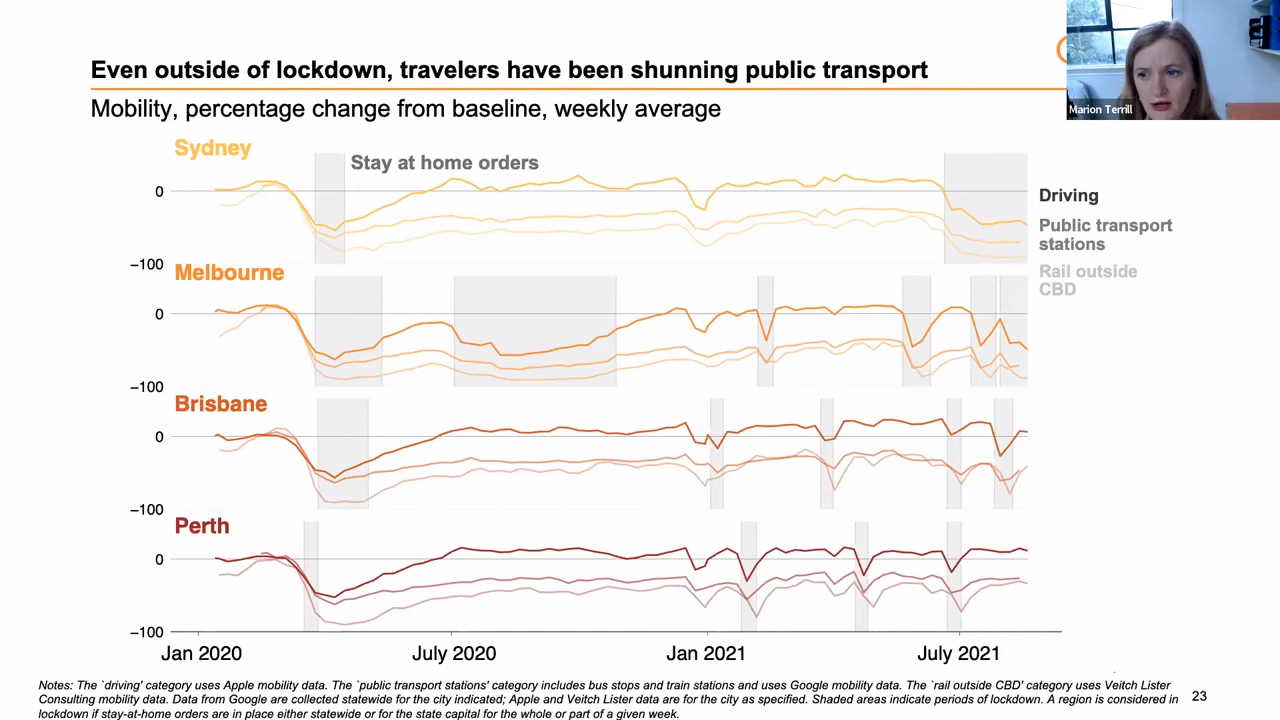 Even outside of lockdown, travelers have been shunning public transport
Mobility, percentage change from baseline, weekly average
Marion Terrill
Sydney
Stay at home orders
0
−100
Driving
Public transport
stations
Rail outside
CBD
Melbourne
0
−100
Brisbane
0
−100
Perth
0
−100
Jan 2020
July 2020
Jan 2021
July 2021
Notes: The `driving' category uses Apple mobility data. The `public transport stations' category includes bus stops and train stations and uses Google mobility data. The `rail outside CBD' category uses Veitch Lister
Consulting mobility data. Data from Google are collected statewide for the city indicated; Apple and Veitch Lister data are for the city as specified. Shaded areas indicate periods of lockdown. A region is considered in
lockdown if stay-at-home orders are in place either statewide or for the state capital for the whole or part of a given week.
23